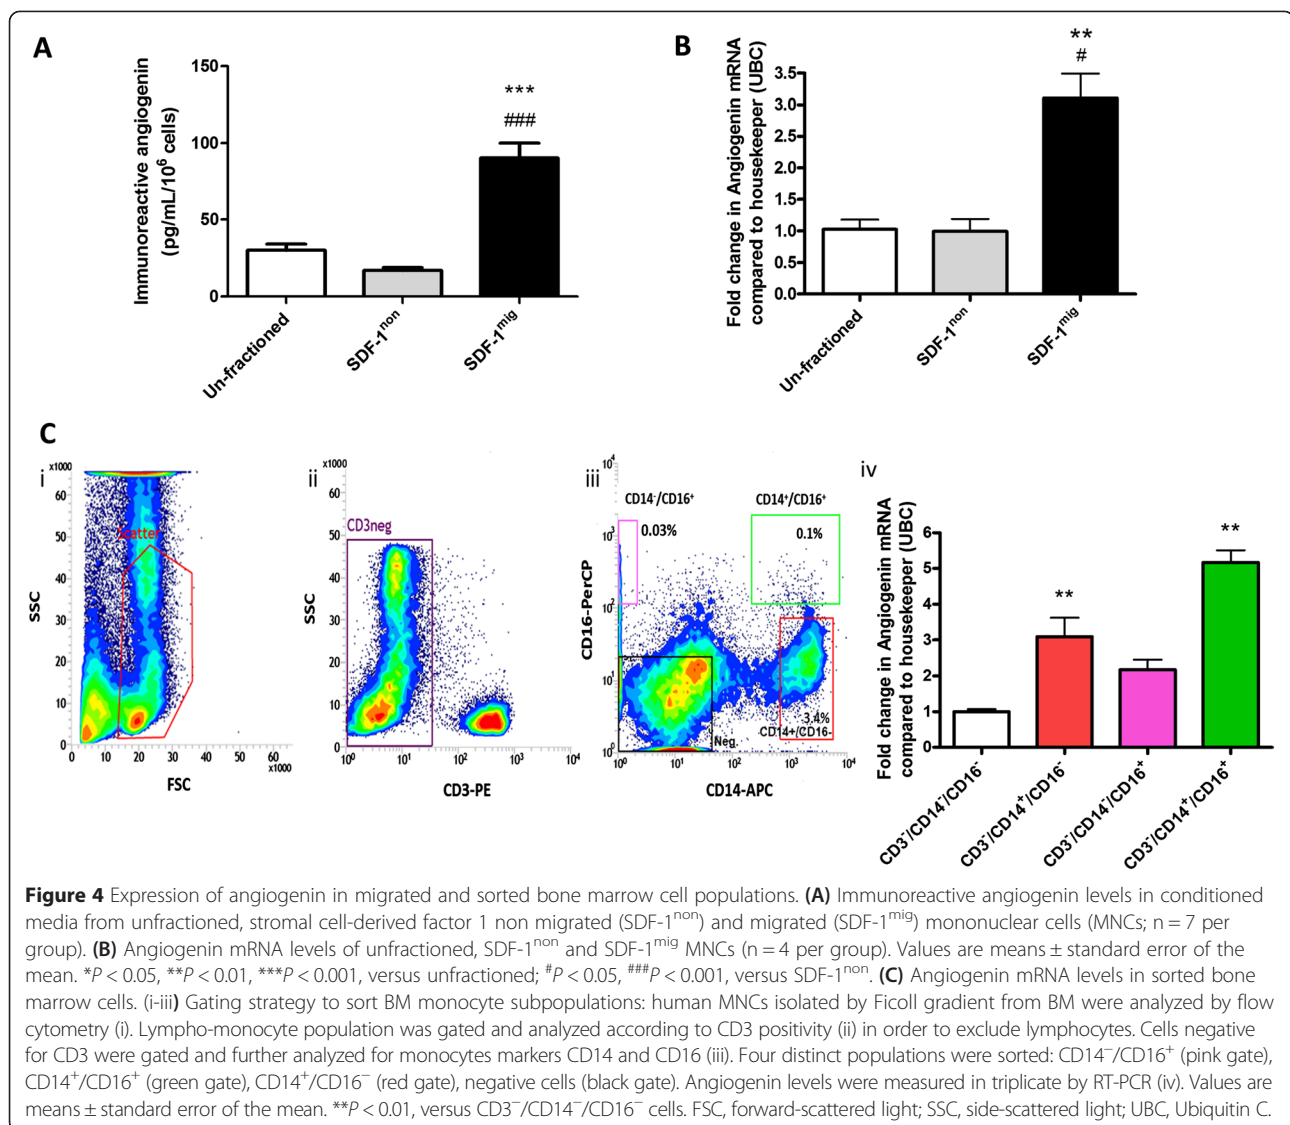 A
Immunoreactive angiogenin
(pg/mL/10⁶ cells)
150
100
50
0
***
###
Un-fractioned
SDF-1ⁿᵒⁿ
SDF-1ᵐⁱᵍ
B
Fold change in Angiogenin mRNA
compared to housekeeper (UBC)
3.5
3.0
2.5
2.0
1.5
1.0
0.5
0.0
**
#
Un-fractioned
SDF-1ⁿᵒⁿ
SDF-1ᵐⁱᵍ
C
i
x1000
SSC
60
50
40
30
20
10
0
Scatter
0 10 20 30 40 50 60
x1000
FSC
ii
x1000
SSC
60
50
40
30
20
10
0
CD3neg
10⁰ 10¹ 10² 10³ 10⁴
CD3-PE
iii
CD16-PerCP
10⁴
10³
10²
10¹
10⁰
CD14⁻/CD16⁺
0.03%
CD14⁺/CD16⁺
0.1%
3.4%
CD14+/CD16-
Neg.
10⁰ 10¹ 10² 10³ 10⁴
CD14-APC
iv
Fold change in Angiogenin mRNA
compared to housekeeper (UBC)
6
5
4
3
2
1
0
**
**
CD3⁻/CD14⁻/CD16⁻
CD3⁻/CD14⁺/CD16⁻
CD3⁻/CD14⁻/CD16⁺
CD3⁻/CD14⁺/CD16⁺
Figure 4 Expression of angiogenin in migrated and sorted bone marrow cell populations. (A) Immunoreactive angiogenin levels in conditioned
media from unfractioned, stromal cell-derived factor 1 non migrated (SDF-1ⁿᵒⁿ) and migrated (SDF-1ᵐⁱᵍ) mononuclear cells (MNCs; n = 7 per
group). (B) Angiogenin mRNA levels of unfractioned, SDF-1ⁿᵒⁿ and SDF-1ᵐⁱᵍ MNCs (n = 4 per group). Values are means ± standard error of the
mean. *P < 0.05, **P < 0.01, ***P < 0.001, versus unfractioned; #P < 0.05, ###P < 0.001, versus SDF-1ⁿᵒⁿ. (C) Angiogenin mRNA levels in sorted bone
marrow cells. (i-iii) Gating strategy to sort BM monocyte subpopulations: human MNCs isolated by Ficoll gradient from BM were analyzed by flow
cytometry (i). Lympho-monocyte population was gated and analyzed according to CD3 positivity (ii) in order to exclude lymphocytes. Cells negative
for CD3 were gated and further analyzed for monocytes markers CD14 and CD16 (iii). Four distinct populations were sorted: CD14⁻/CD16⁺ (pink gate),
CD14⁺/CD16⁺ (green gate), CD14⁺/CD16⁻ (red gate), negative cells (black gate). Angiogenin levels were measured in triplicate by RT-PCR (iv). Values are
means ± standard error of the mean. **P < 0.01, versus CD3⁻/CD14⁻/CD16⁻ cells. FSC, forward-scattered light; SSC, side-scattered light; UBC, Ubiquitin C.